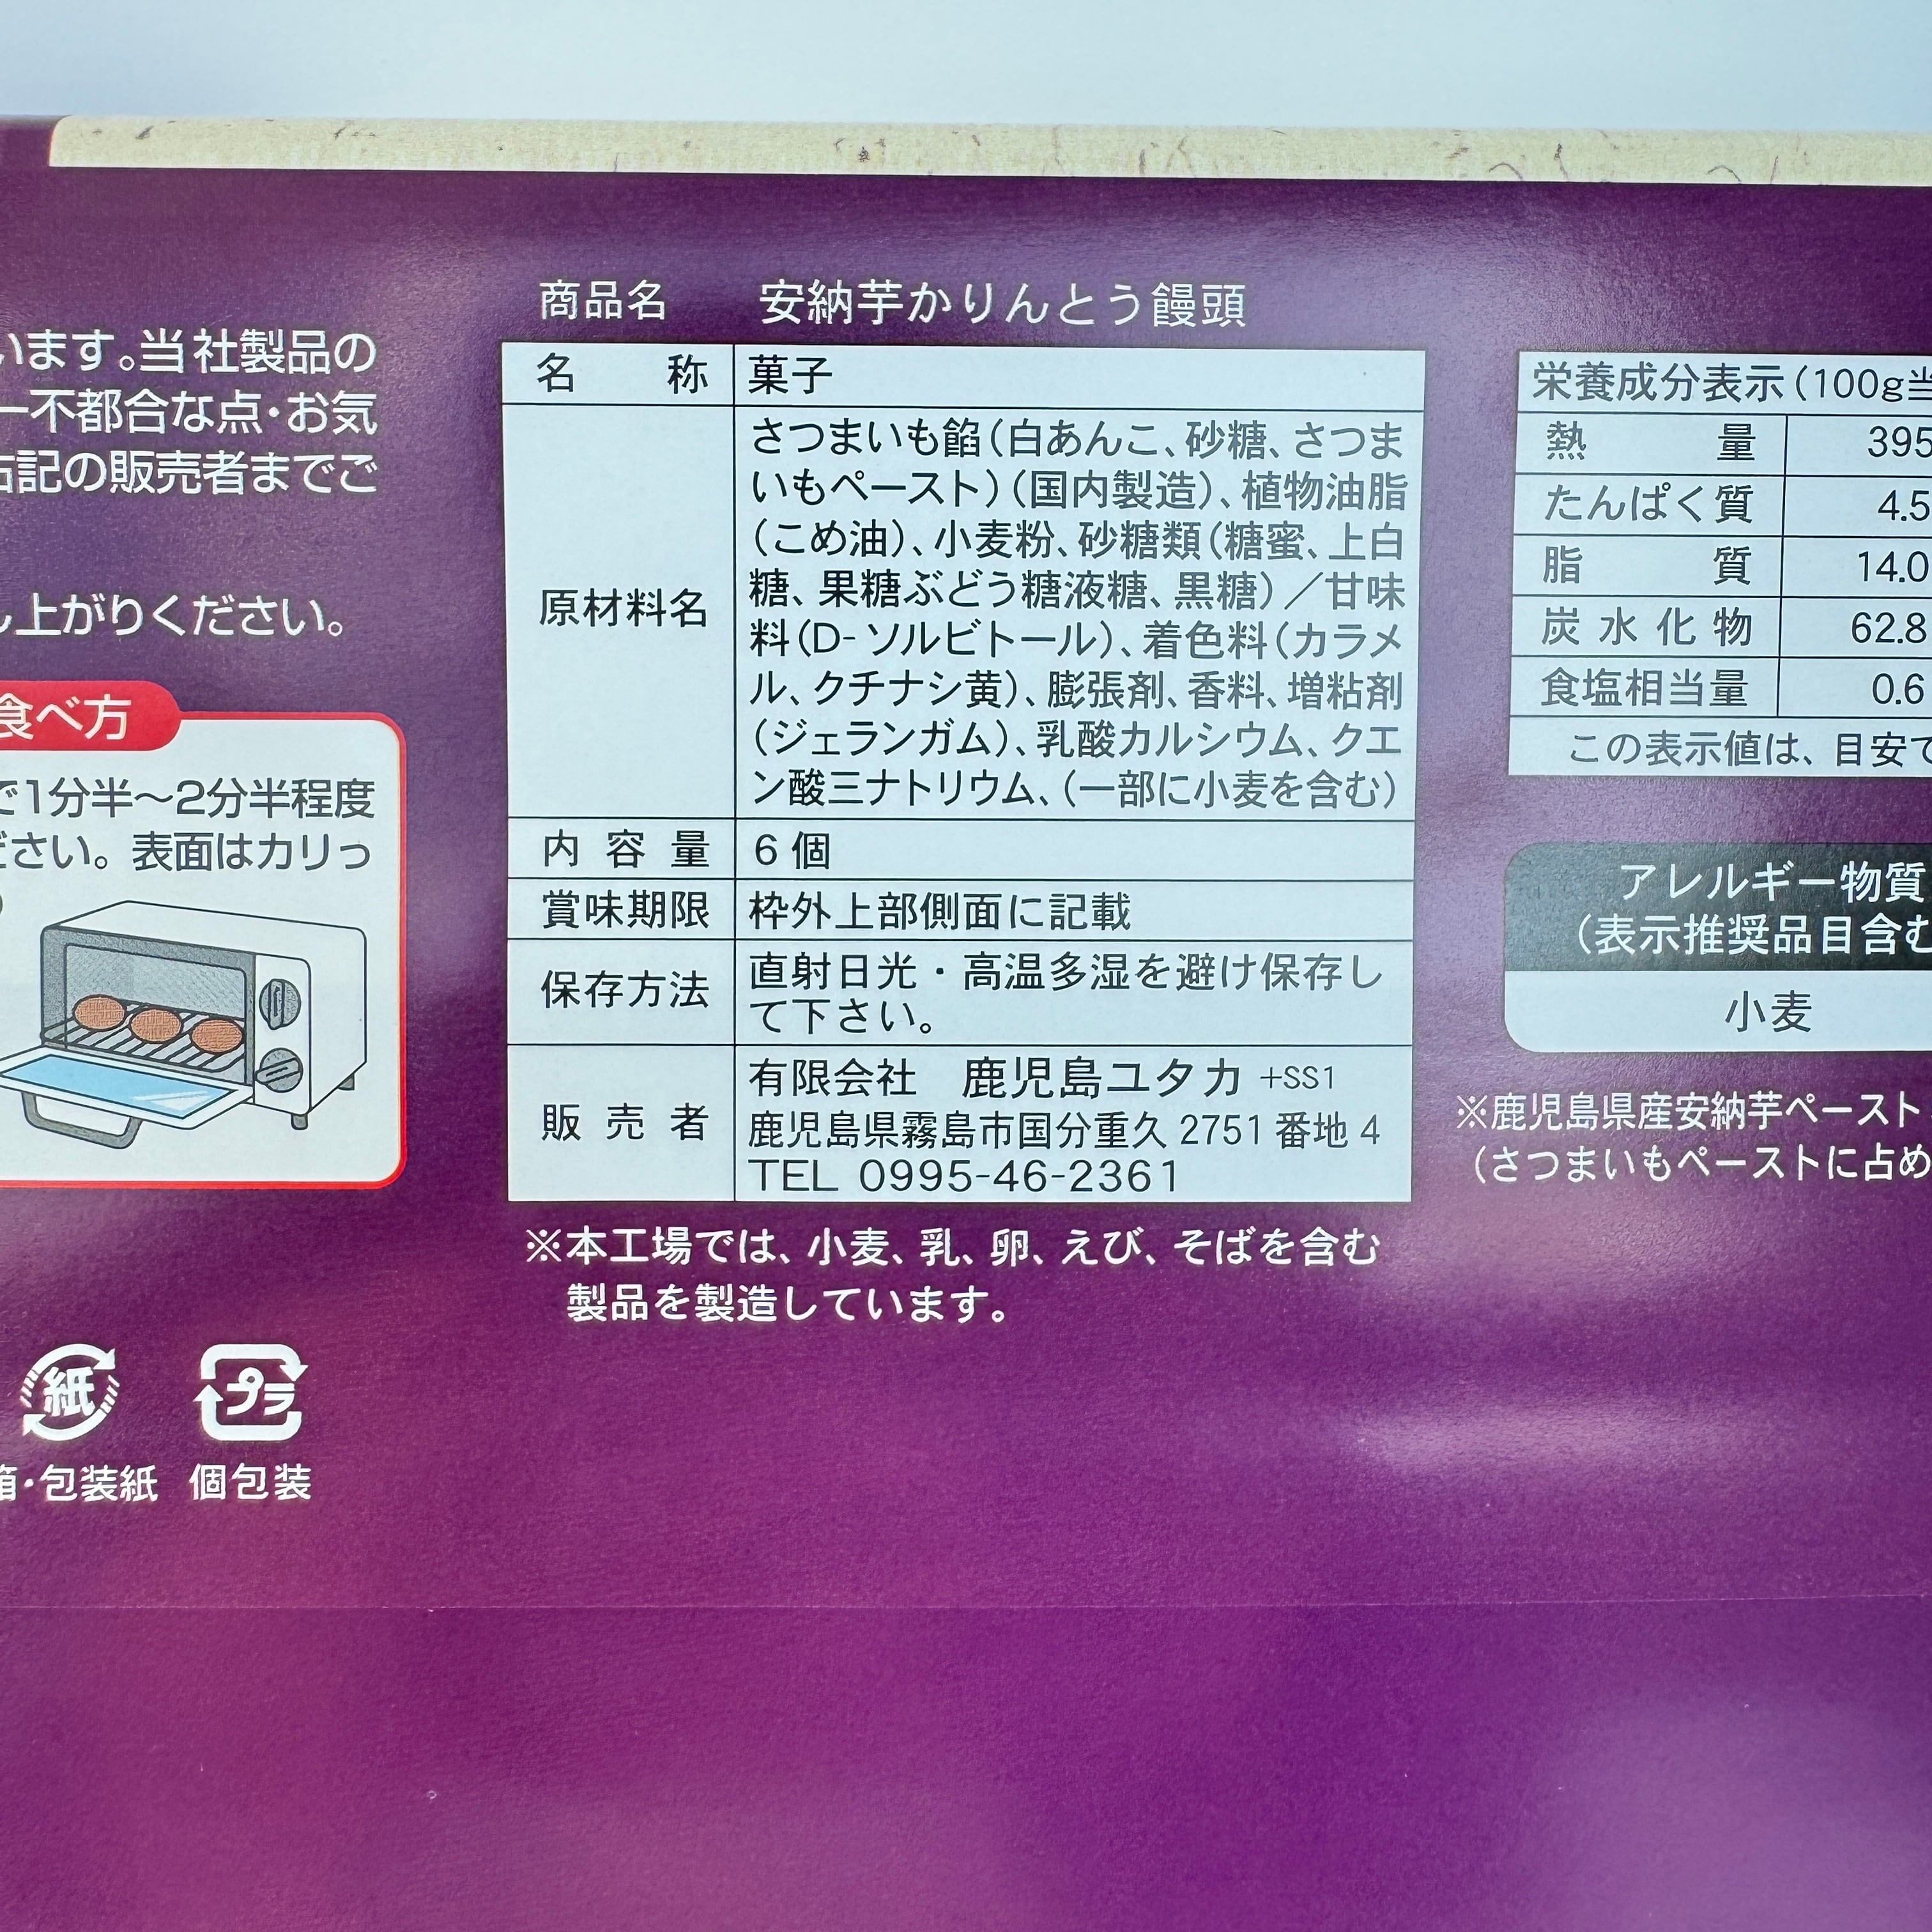 います。当社製品の
一不都合な点・お気
右記の販売者までご
し上がりください。
食べ方
で1分半～2分半程度
ださい。表面はカリっ
紙
プラ
箱・包装紙 個包装
商品名 安納芋かりんとう饅頭
名称 菓子
原材料名 さつまいも餡(白あんこ、砂糖、さつま
いもペースト)(国内製造)、植物油脂
(こめ油)、小麦粉、砂糖類(糖蜜、上白
糖、果糖ぶどう糖液糖、黒糖)／甘味
料(D-ソルビトール)、着色料(カラメ
ル、クチナシ黄)、膨張剤、香料、増粘剤
(ジェランガム)、乳酸カルシウム、クエ
ン酸三ナトリウム、(一部に小麦を含む)
内容量 6個
賞味期限 枠外上部側面に記載
保存方法 直射日光・高温多湿を避け保存し
て下さい。
販売者 有限会社 鹿児島ユタカ +SS1
鹿児島県霧島市国分重久 2751 番地 4
TEL 0995-46-2361
※本工場では、小麦、乳、卵、えび、そばを含む
製品を製造しています。
栄養成分表示(100g当
熱量 395
たんぱく質 4.5
脂質 14.0
炭水化物 62.8
食塩相当量 0.6
この表示値は、目安で
アレルギー物質
(表示推奨品目含む
小麦
※鹿児島県産安納芋ペースト
(さつまいもペーストに占め